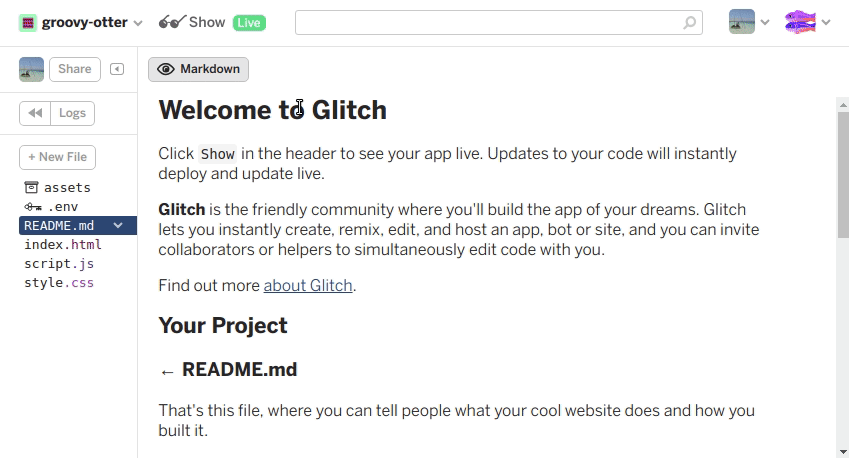 groovy-otter
Show Live
Share
Markdown
Logs
+ New File
assets
.env
README.md
index.html
script.js
style.css
Welcome to Glitch
Click Show in the header to see your app live. Updates to your code will instantly
deploy and update live.
Glitch is the friendly community where you'll build the app of your dreams. Glitch
lets you instantly create, remix, edit, and host an app, bot or site, and you can invite
collaborators or helpers to simultaneously edit code with you.
Find out more about Glitch.
Your Project
← README.md
That's this file, where you can tell people what your cool website does and how you
built it.